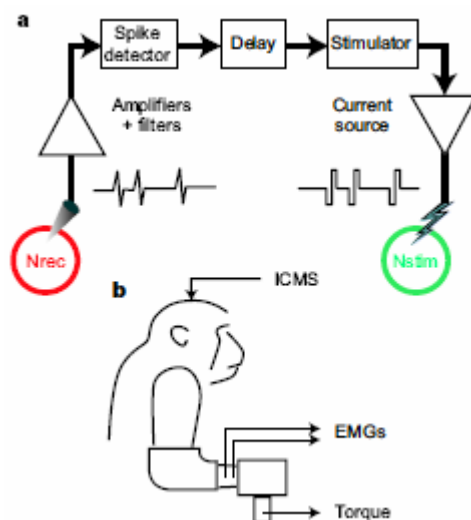 a
Spike
detector
Delay
Stimulator
Amplifiers
+ filters
Current
source
Nrec
Nstim
b
ICMS
EMGs
Torque